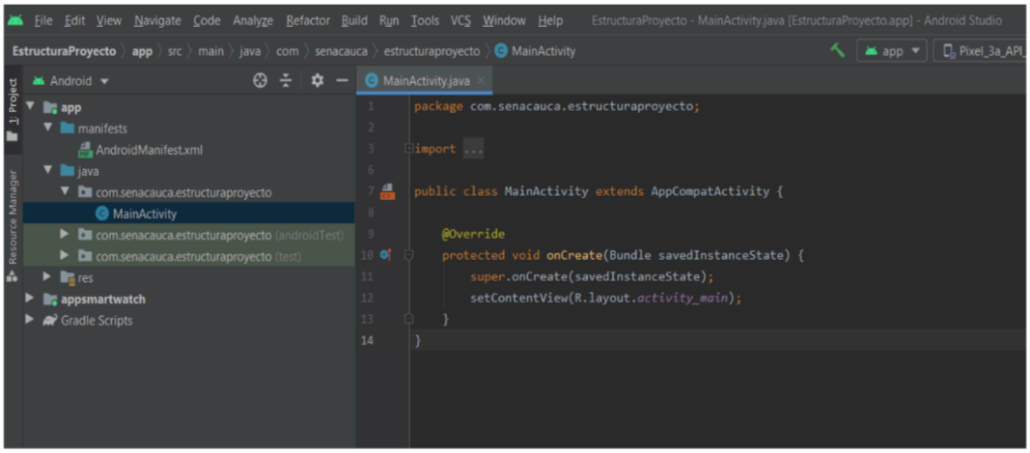 File Edit View Navigate Code Analyze Refactor Build Run Tools VCS Window Help EstructuraProyecto - MainActivity.java [EstructuraProyecto.app] - Android Studio
EstructuraProyecto app src main java com senacauca estructuraproyecto MainActivity app Pixel_3a_API_
1: Project
Resource Manager
Android
app
manifests
AndroidManifest.xml
java
com.senacauca.estructuraproyecto
MainActivity
com.senacauca.estructuraproyecto (androidTest)
com.senacauca.estructuraproyecto (test)
res
appsmartwatch
Gradle Scripts
MainActivity.java
1 package com.senacauca.estructuraproyecto;
2
3 import ...
6
7 public class MainActivity extends AppCompatActivity {
8
9 @Override
10 protected void onCreate(Bundle savedInstanceState) {
11 super.onCreate(savedInstanceState);
12 setContentView(R.layout.activity_main);
13 }
14 }